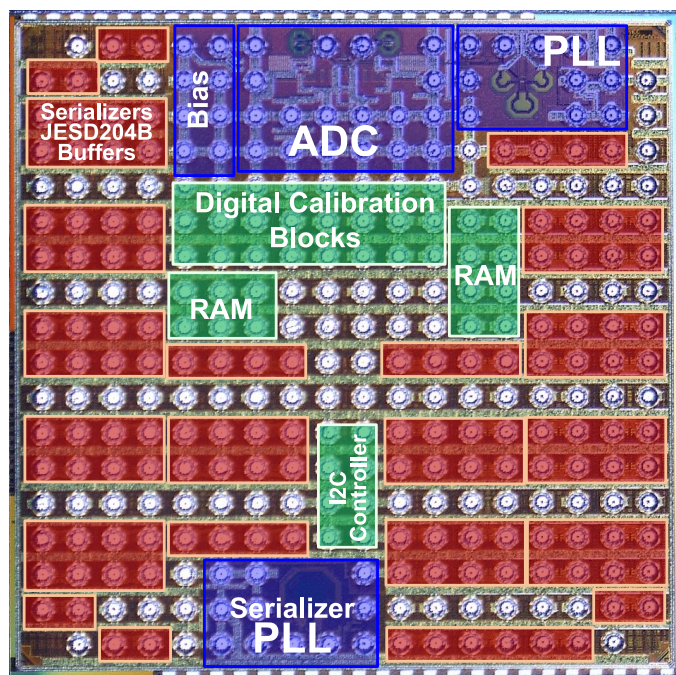 PLL
Bias
ADC
Serializers
JESD204B
Buffers
Digital Calibration
Blocks
RAM
RAM
I2C
Controller
Serializer
PLL